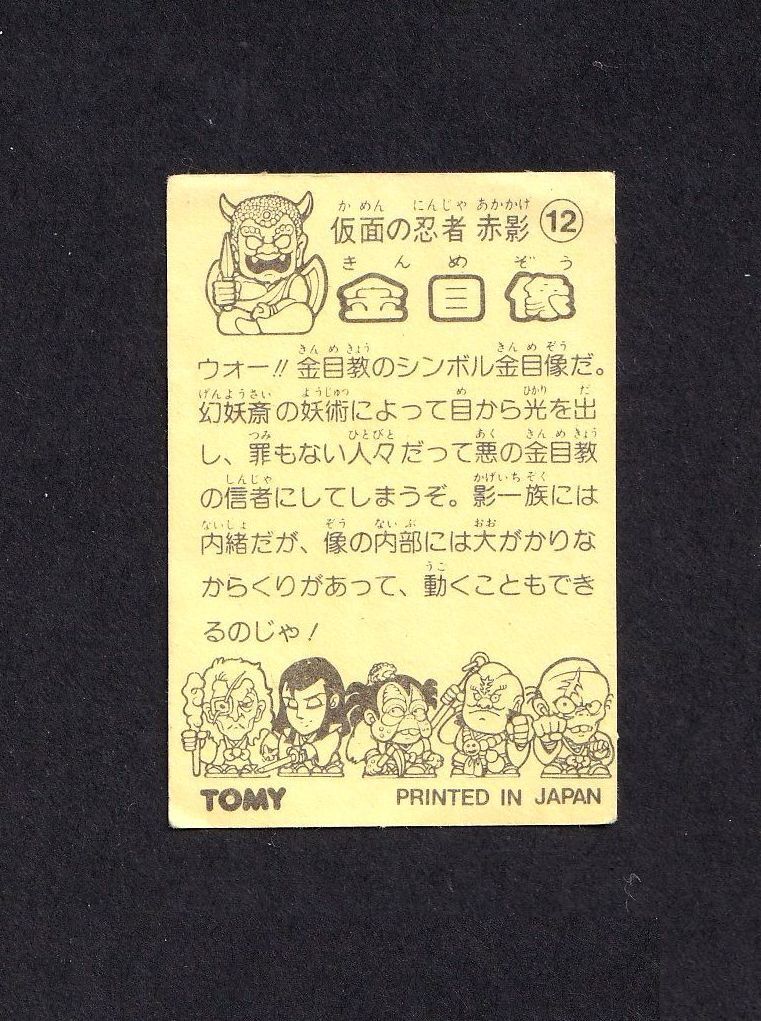 かめん にんじゃ あかかけ
仮面の忍者 赤影 12
きんめぞう
金目像
きんめきょう きんめぞう
ウォー!! 金目教のシンボル金目像だ。
げんようさい ようじゅつ め ひかり だ
幻妖斎の妖術によって目から光を出
つみ ひとびと あく きんめきょう
し、罪もない人々だって悪の金目教
しんじゃ かげいちぞく
の信者にしてしまうぞ。影一族には
ないしょ ぞう ないぶ おお
内緒だが、像の内部には大がかりな
うご
からくりがあって、動くこともでき
るのじゃ!
TOMY PRINTED IN JAPAN